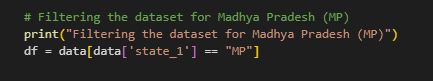 # Filtering the dataset for Madhya Pradesh (MP)
print("Filtering the dataset for Madhya Pradesh (MP)")
df = data[data['state_1'] == "MP"]